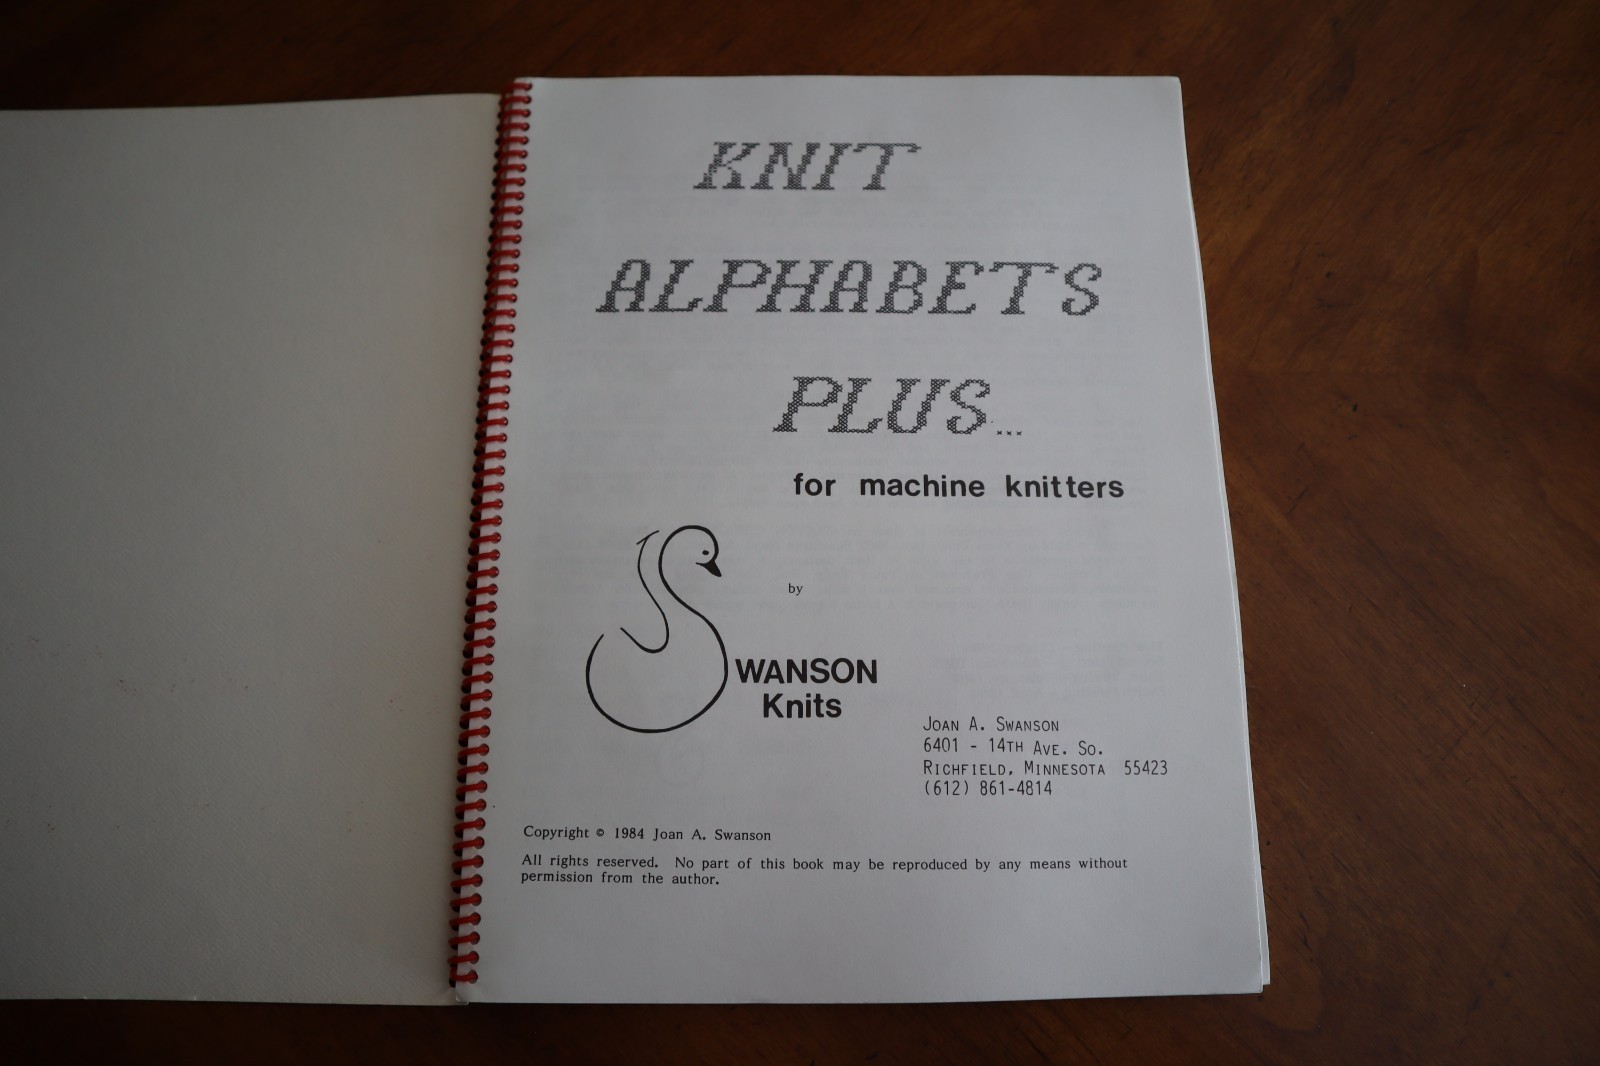 KNIT
ALPHABETS
PLUS...
for machine knitters
by
SWANSON
Knits
JOAN A. SWANSON
6401 - 14TH AVE. SO.
RICHFIELD, MINNESOTA 55423
(612) 861-4814
Copyright © 1984 Joan A. Swanson
All rights reserved. No part of this book may be reproduced by any means without
permission from the author.